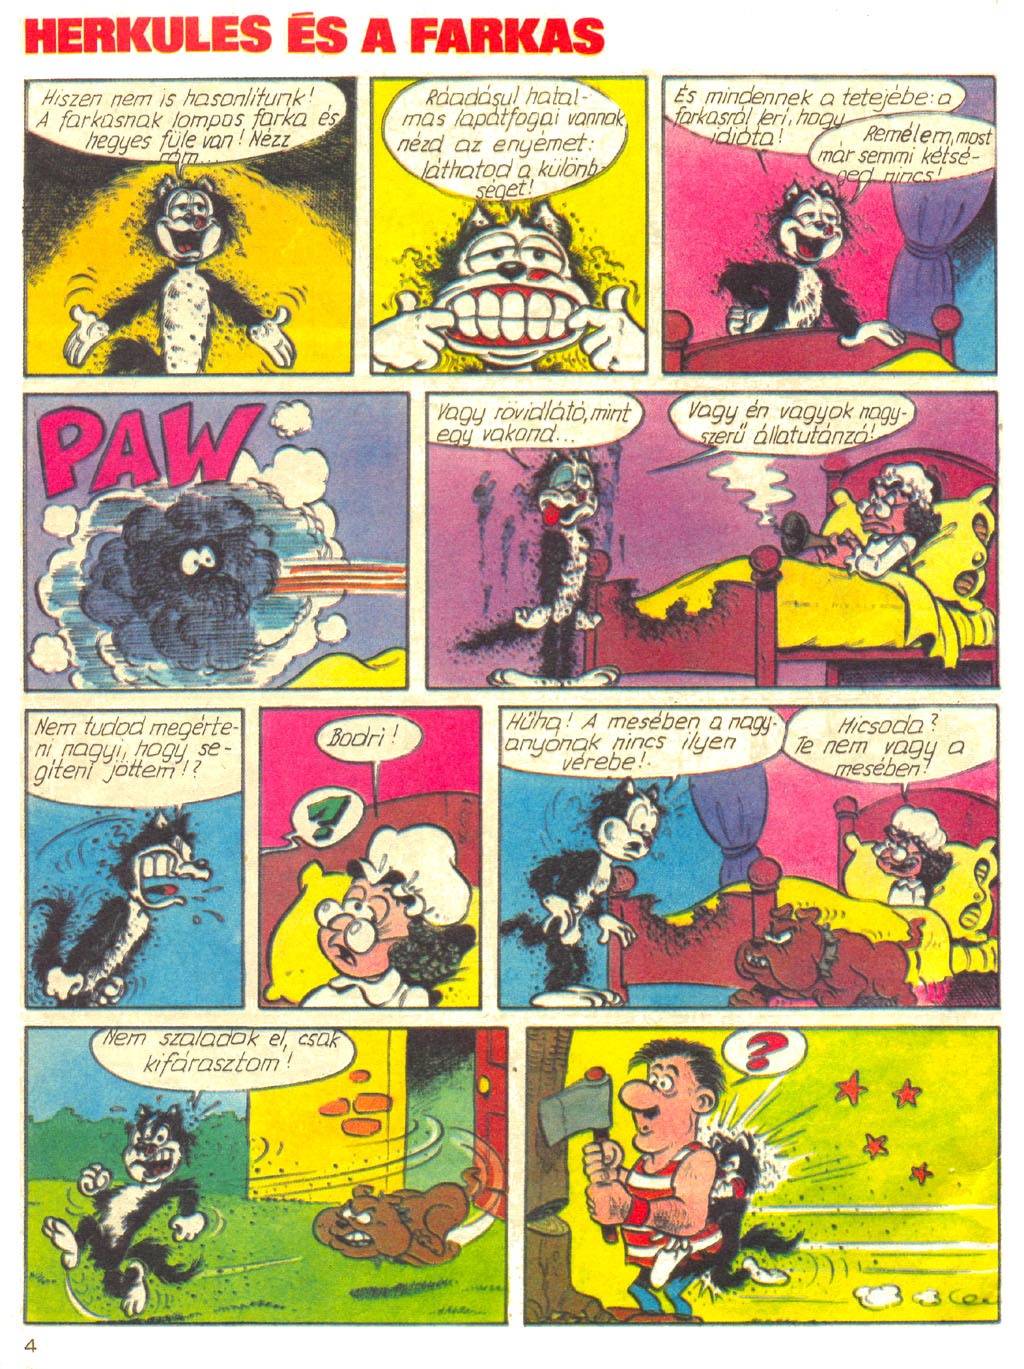 HERKULES ÉS A FARKAS
Hiszen nem is hasonlítunk!
A farkasnak lompos farka és
hegyes füle van! Nézz
rám...
Ráadásul hatal-
mas lapátfogai vannak,
nézd az enyémet:
láthatod a különb-
séget!
És mindennek a tetejébe: a
farkasról lerí, hogy
idióta!
Remélem, most
már semmi kétsé-
ged nincs!
PAW
Vagy rövidlátó, mint
egy vakond...
Vagy én vagyok nagy-
szerű állatutánzó!
Nem tudod megérte-
ni nagyi, hogy se-
gíteni jöttem!?
Bodri!
!
Hűha! A mesében a nagy-
anyónak nincs ilyen
vérebe!
Hicsoda?
Te nem vagy a
mesében!
Nem szaladok el, csak
kifárasztom!
?
4